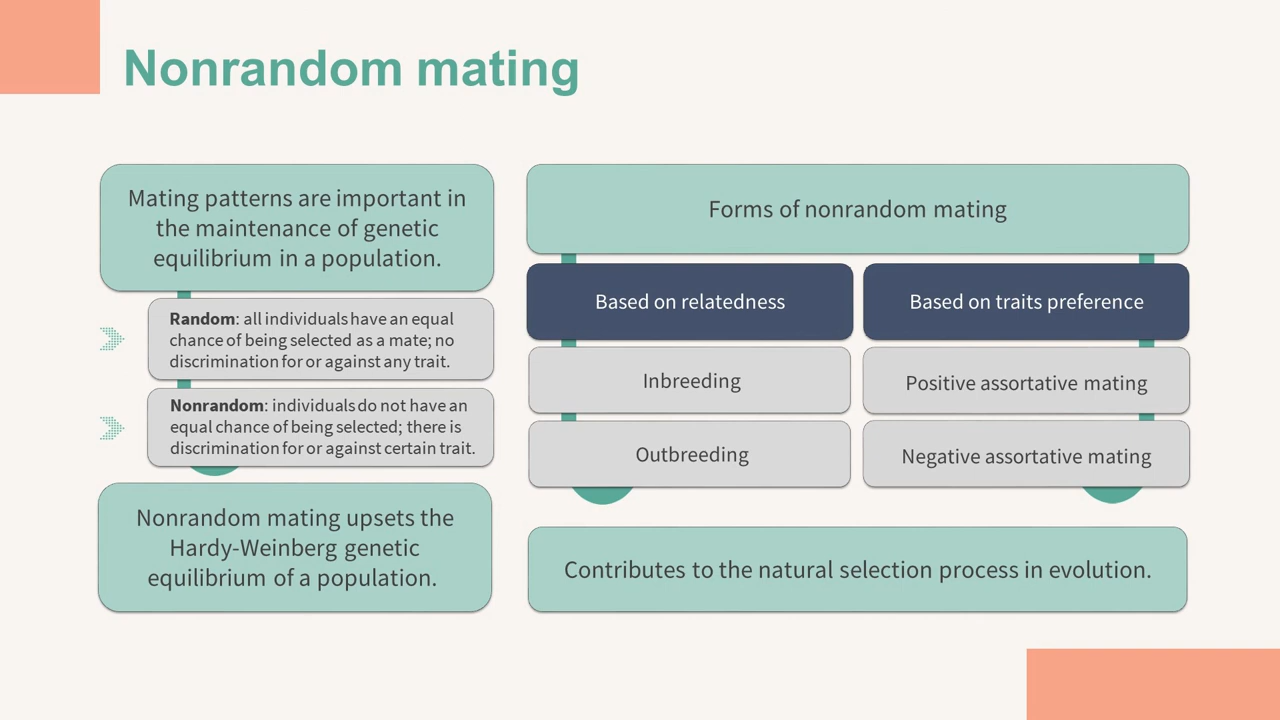 Nonrandom mating
Mating patterns are important in
the maintenance of genetic
equilibrium in a population.
Random: all individuals have an equal
chance of being selected as a mate; no
discrimination for or against any trait.
Nonrandom: individuals do not have an
equal chance of being selected; there is
discrimination for or against certain trait.
Nonrandom mating upsets the
Hardy-Weinberg genetic
equilibrium of a population.
Forms of nonrandom mating
Based on relatedness
Based on traits preference
Inbreeding
Positive assortative mating
Outbreeding
Negative assortative mating
Contributes to the natural selection process in evolution.